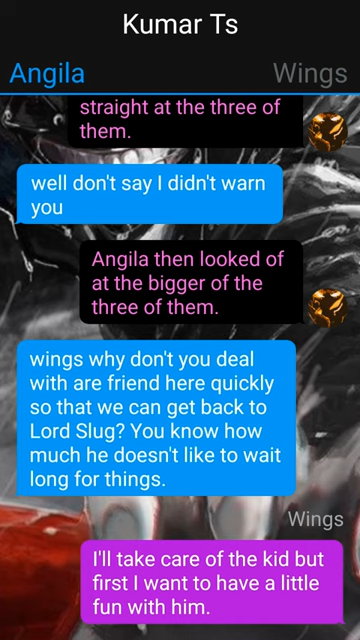 Kumar Ts
Angila
Wings
straight at the three of
them.
well don't say I didn't warn
you
Angila then looked of
at the bigger of the
three of them.
wings why don't you deal
with are friend here quickly
so that we can get back to
Lord Slug? You know how
much he doesn't like to wait
long for things.
Wings
I'll take care of the kid but
first I want to have a little
fun with him.